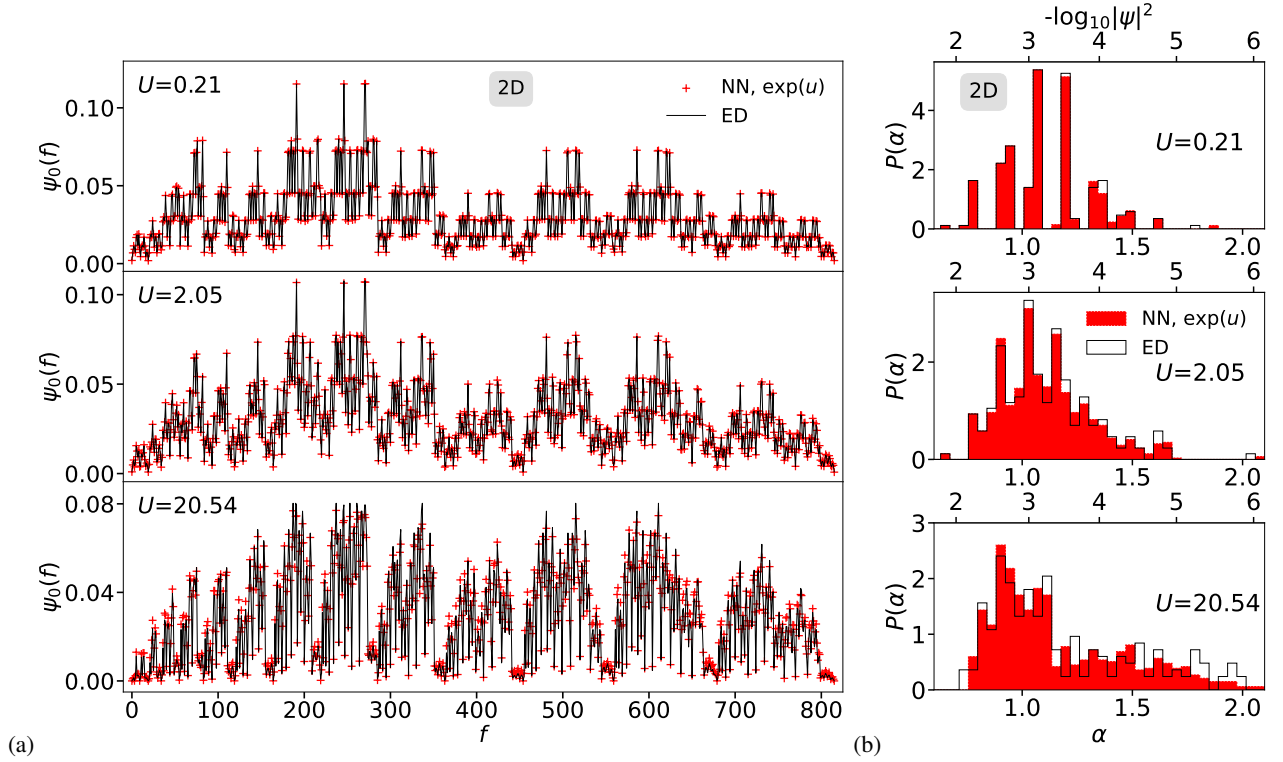 U=0.21
2D
NN, exp(u)
ED
ψ₀(f)
0.10
0.05
0.00
U=2.05
ψ₀(f)
0.10
0.05
0.00
U=20.54
ψ₀(f)
0.08
0.04
0.00
0 100 200 300 400 500 600 700 800
f
(a)
-log₁₀|ψ|²
2 3 4 5 6
2D
U=0.21
P(α)
4
2
0
1.0 1.5 2.0
2 3 4 5 6
NN, exp(u)
ED
U=2.05
P(α)
2
0
1.0 1.5 2.0
2 3 4 5 6
U=20.54
P(α)
3
2
1
0
1.0 1.5 2.0
α
(b)